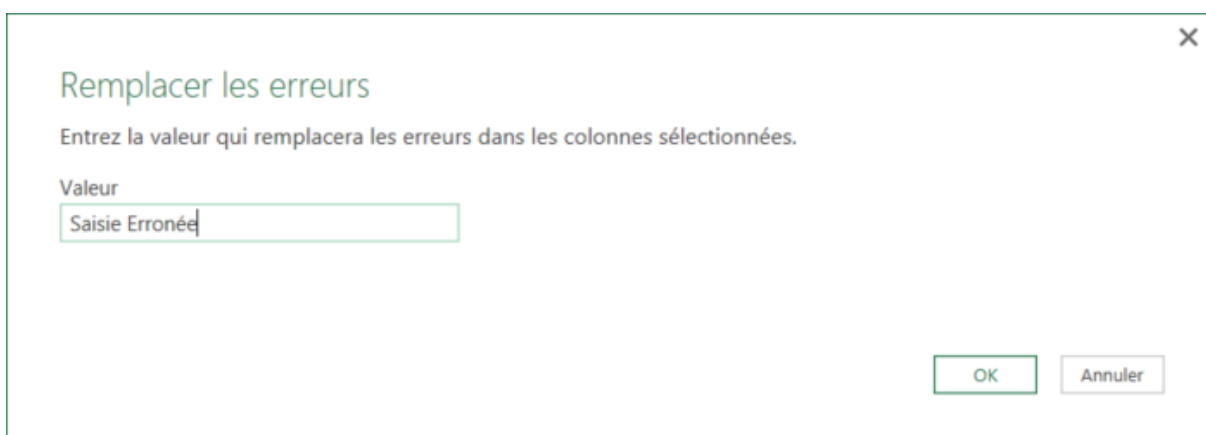 Remplacer les erreurs
Entrez la valeur qui remplacera les erreurs dans les colonnes sélectionnées.
Valeur
Saisie Erronée
OK
Annuler